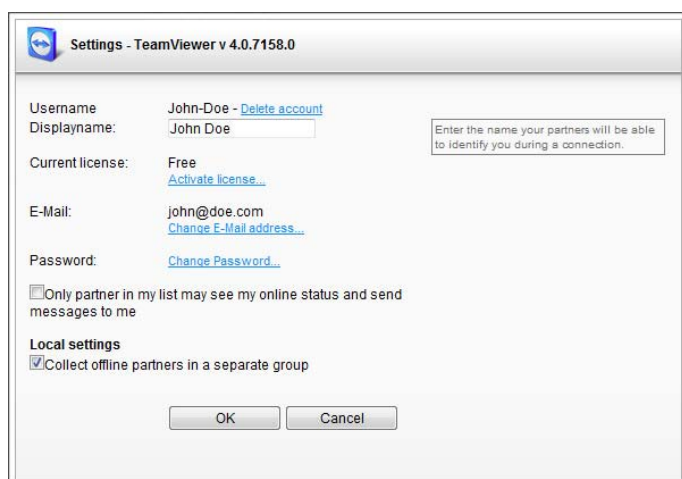 Settings - TeamViewer v 4.0.7158.0
Username John-Doe - Delete account
Displayname: John Doe
Enter the name your partners will be able
to identify you during a connection.
Current license: Free
Activate license...
E-Mail: john@doe.com
Change E-Mail address...
Password: Change Password...
Only partner in my list may see my online status and send
messages to me
Local settings
Collect offline partners in a separate group
OK Cancel